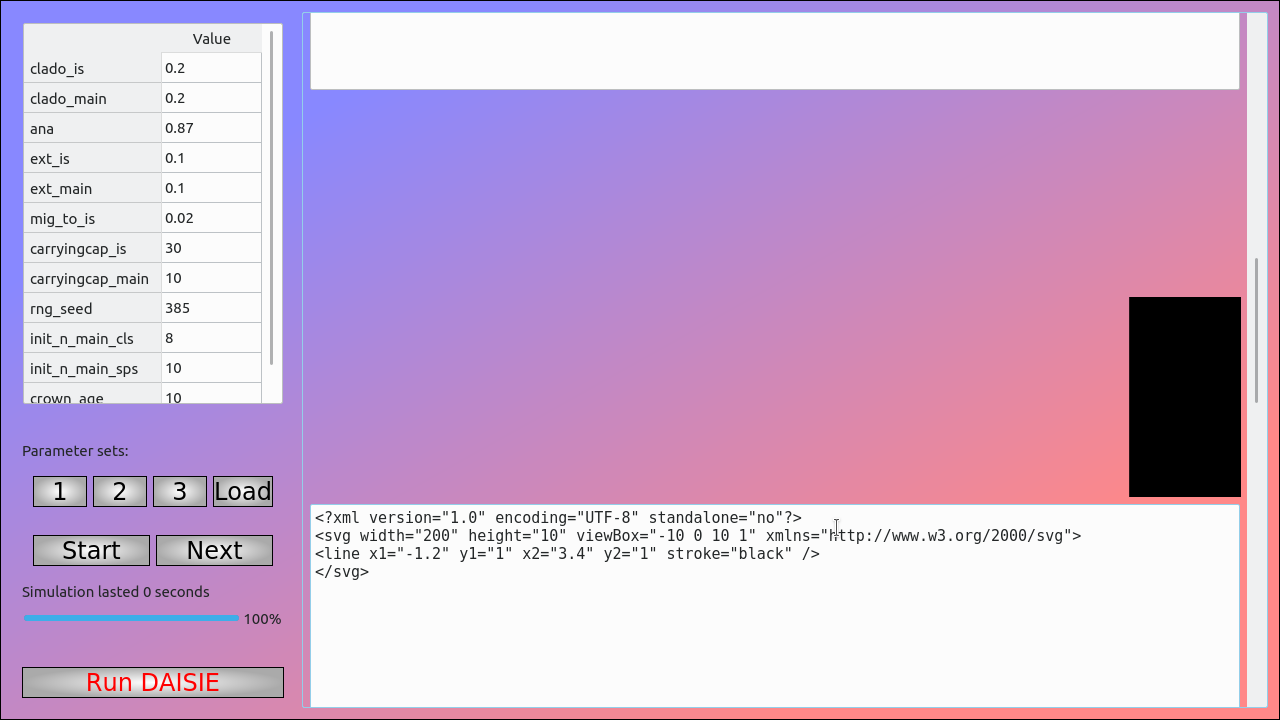 Value
clado_is 0.2
clado_main 0.2
ana 0.87
ext_is 0.1
ext_main 0.1
mig_to_is 0.02
carryingcap_is 30
carryingcap_main 10
rng_seed 385
init_n_main_cls 8
init_n_main_sps 10
crown_age 10
Parameter sets:
1 2 3 Load
Start Next
Simulation lasted 0 seconds
100%
Run DAISIE
<?xml version="1.0" encoding="UTF-8" standalone="no"?>
<svg width="200" height="10" viewBox="-10 0 10 1" xmlns="http://www.w3.org/2000/svg">
<line x1="-1.2" y1="1" x2="3.4" y2="1" stroke="black" />
</svg>